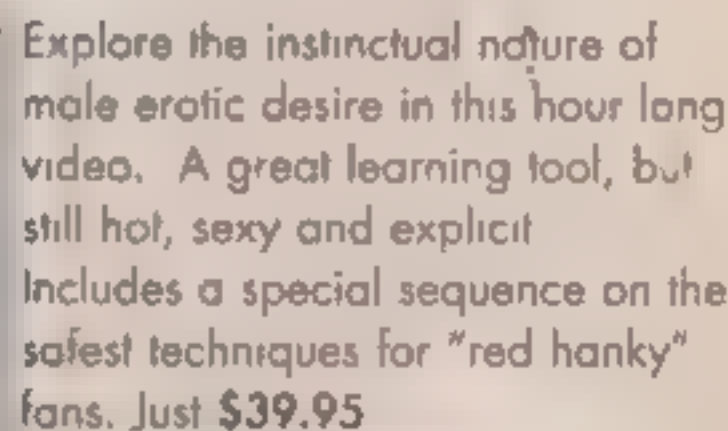 Explore the instinctual nature of
male erotic desire in this hour long
video. A great learning tool, but
still hot, sexy and explicit
Includes a special sequence on the
safest techniques for "red hanky"
fans. Just $39.95